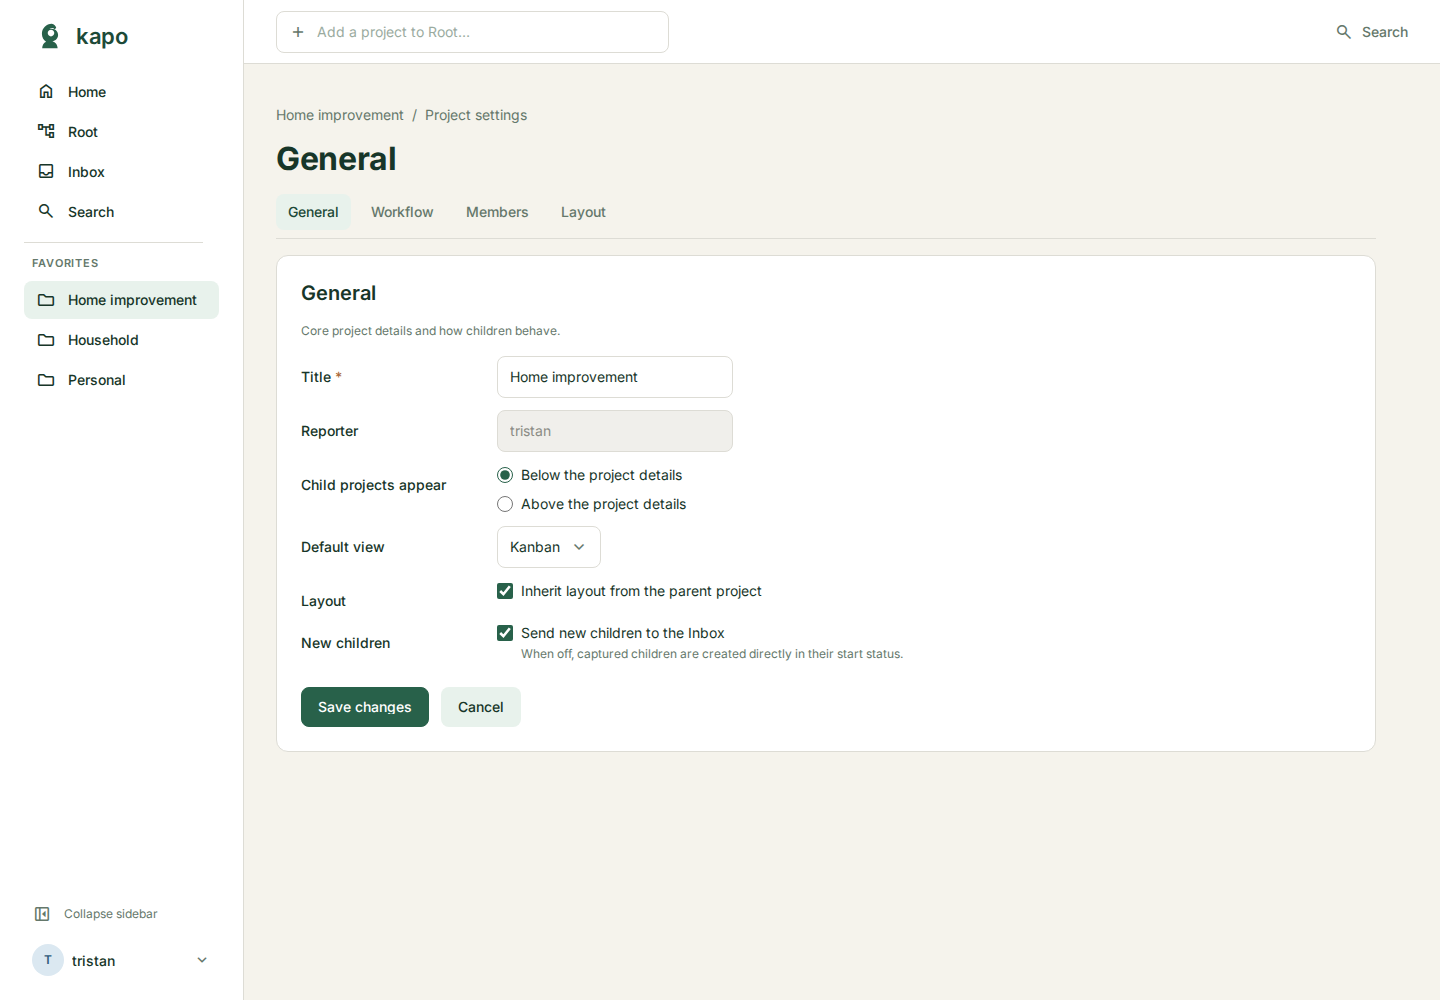 kapo
Home
Root
Inbox
Search
FAVORITES
Home improvement
Household
Personal
Collapse sidebar
T
tristan
Add a project to Root...
Search
Home improvement / Project settings
General
General
Workflow
Members
Layout
General
Core project details and how children behave.
Title *
Home improvement
Reporter
tristan
Child projects appear
Below the project details
Above the project details
Default view
Kanban
Layout
Inherit layout from the parent project
New children
Send new children to the Inbox
When off, captured children are created directly in their start status.
Save changes
Cancel